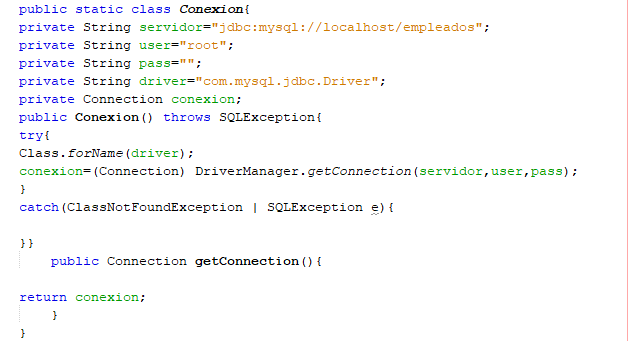 public static class Conexion{
private String servidor="jdbc:mysql://localhost/empleados";
private String user="root";
private String pass="";
private String driver="com.mysql.jdbc.Driver";
private Connection conexion;
public Conexion() throws SQLException{
try{
Class.forName(driver);
conexion=(Connection) DriverManager.getConnection(servidor,user,pass);
}
catch(ClassNotFoundException | SQLException e){
}}
public Connection getConnection(){
return conexion;
}
}